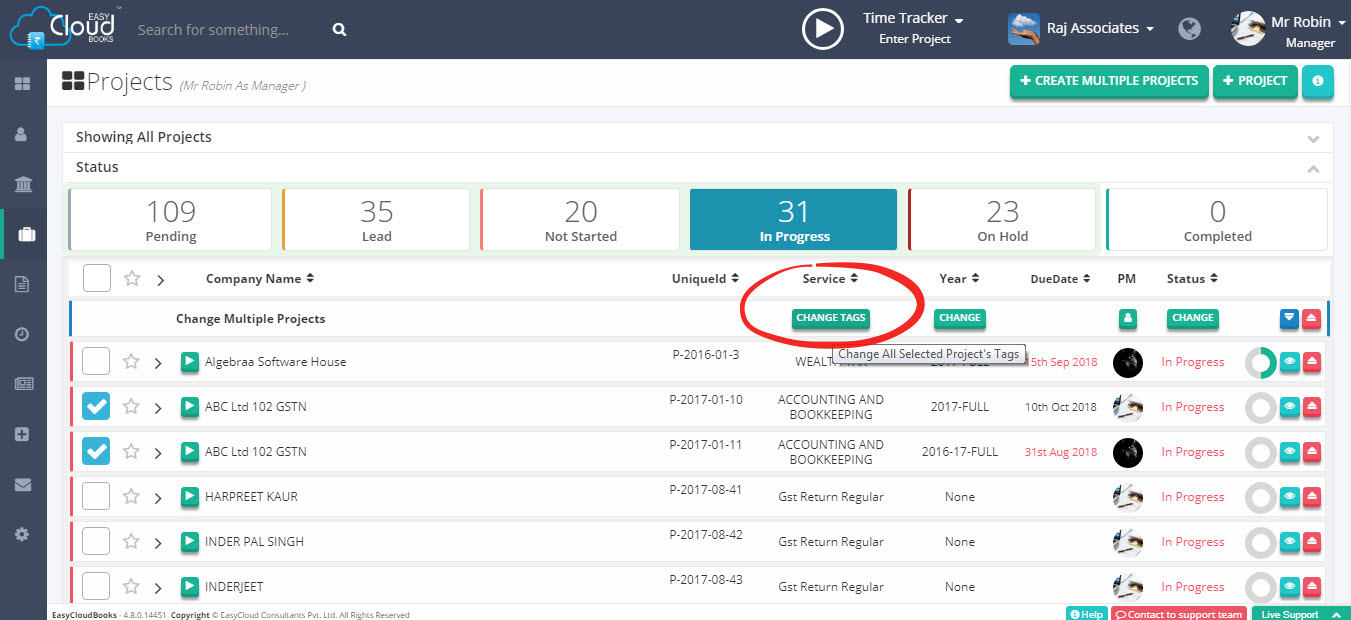 EASY
Cloud
BOOKS
Search for something...
Time Tracker
Enter Project
Raj Associates
Mr Robin
Manager
Projects (Mr Robin As Manager )
+ CREATE MULTIPLE PROJECTS
+ PROJECT
Showing All Projects
Status
109
Pending
35
Lead
20
Not Started
31
In Progress
23
On Hold
0
Completed
Company Name UniqueId Service Year DueDate PM Status
Change Multiple Projects CHANGE TAGS CHANGE CHANGE
Change All Selected Project's Tags
Algebraa Software House P-2016-01-3 5th Sep 2018 In Progress
ABC Ltd 102 GSTN P-2017-01-10 ACCOUNTING AND BOOKKEEPING 2017-FULL 10th Oct 2018 In Progress
ABC Ltd 102 GSTN P-2017-01-11 ACCOUNTING AND BOOKKEEPING 2016-17-FULL 31st Aug 2018 In Progress
HARPREET KAUR P-2017-08-41 Gst Return Regular None In Progress
INDER PAL SINGH P-2017-08-42 Gst Return Regular None In Progress
INDERJEET P-2017-08-43 Gst Return Regular None In Progress
EasyCloudBooks - 4.8.0.14451 Copyright © EasyCloud Consultants Pvt. Ltd. All Rights Reserved
Help
Contact to support team
Live Support